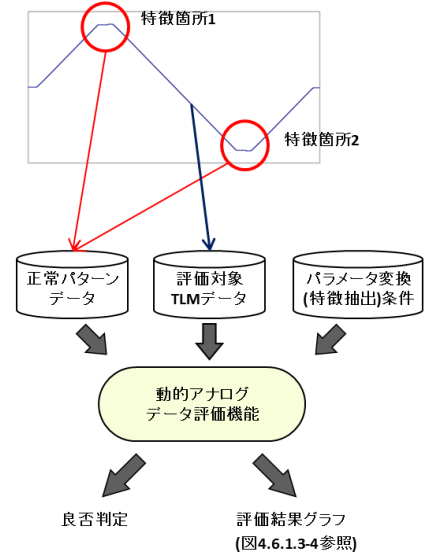 特徴箇所1
特徴箇所2
正常パターン
データ
評価対象
TLMデータ
パラメータ変換
(特徴抽出)条件
動的アナログ
データ評価機能
良否判定
評価結果グラフ
(図4.6.1.3-4参照)